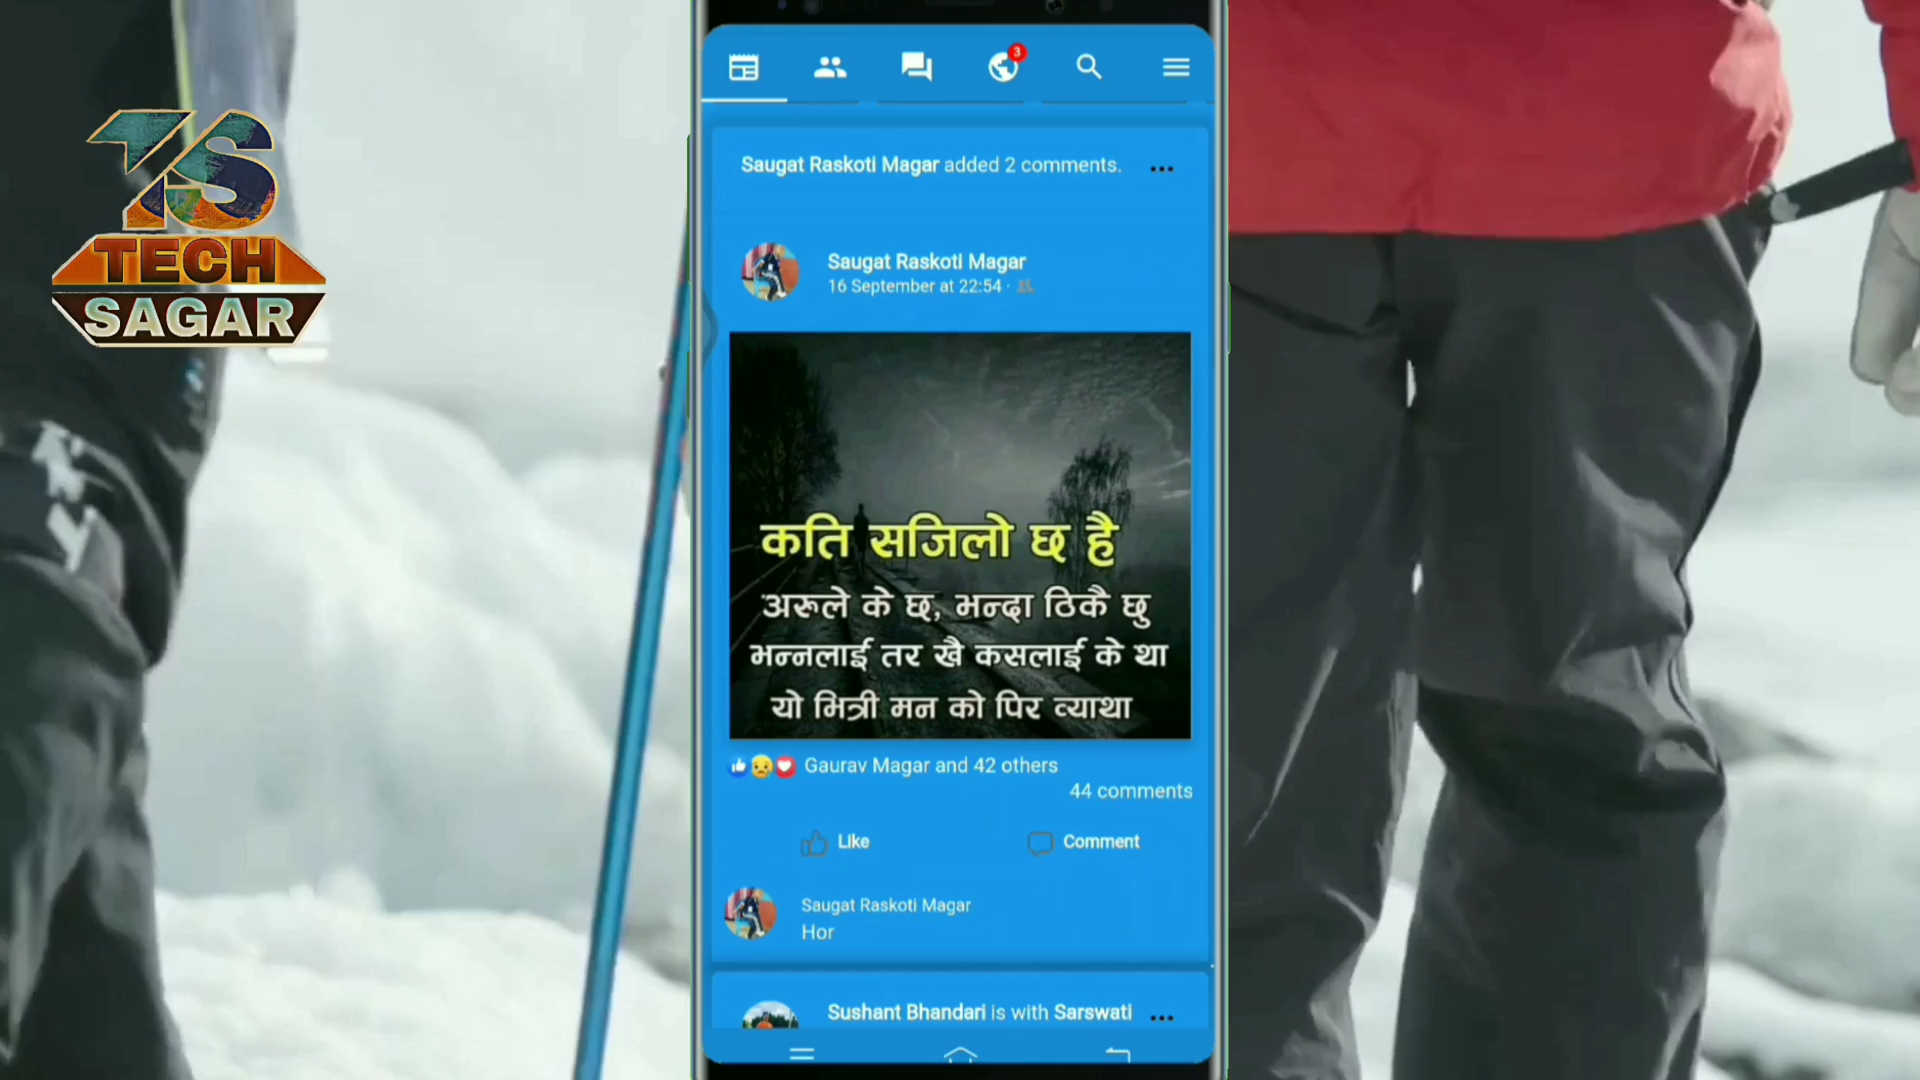 TS
TECH
SAGAR
3
Saugat Raskoti Magar added 2 comments.
Saugat Raskoti Magar
16 September at 22:54 ·
कति सजिलो छ है
अरूले के छ, भन्दा ठिकै छु
भन्नलाई तर खै कसलाई के था
यो भित्री मन को पिर व्याथा
Gaurav Magar and 42 others
44 comments
Like
Comment
Saugat Raskoti Magar
Hor
Sushant Bhandari is with Sarswati